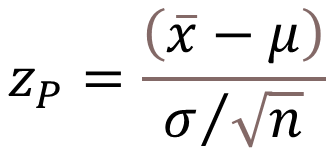 z_P = (x̄ − μ) / (σ/√n)